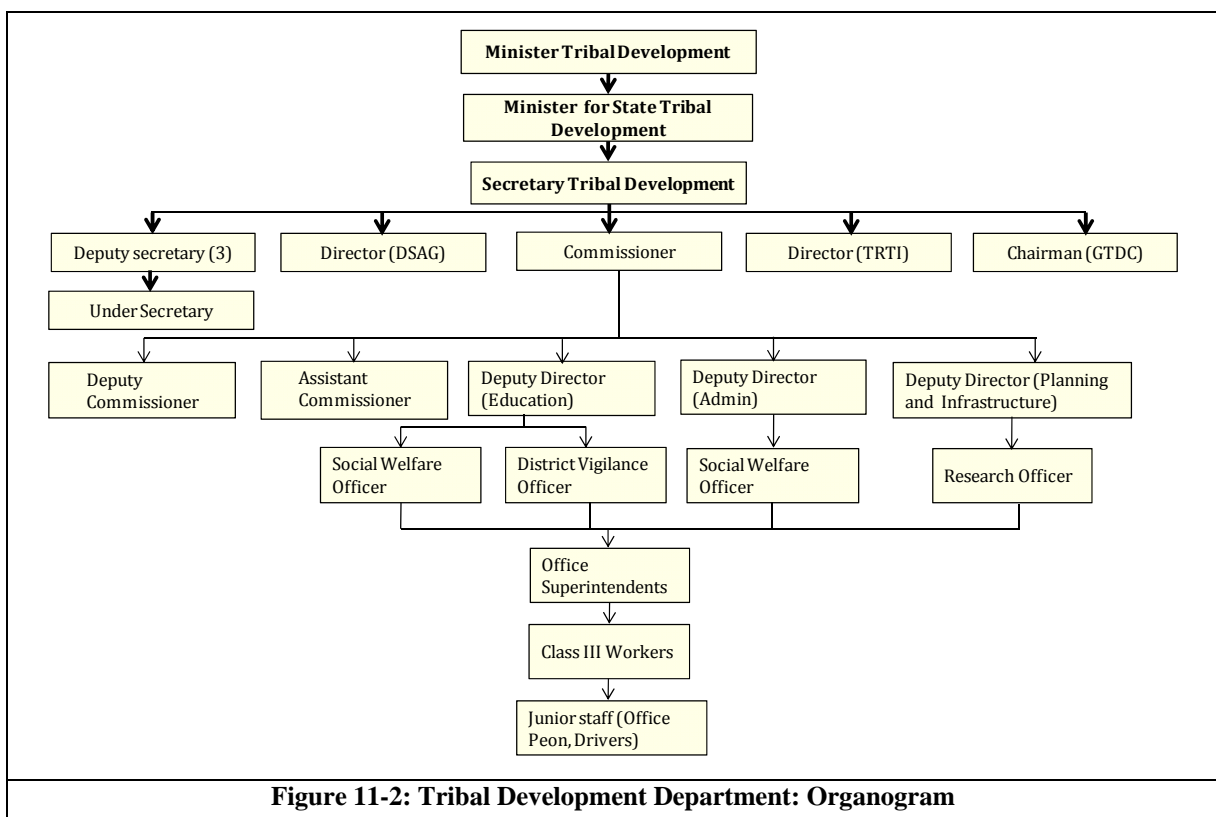 Minister Tribal Development
Minister for State Tribal
Development
Secretary Tribal Development
Deputy secretary (3)
Director (DSAG)
Commissioner
Director (TRTI)
Chairman (GTDC)
Under Secretary
Deputy
Commissioner
Assistant
Commissioner
Deputy Director
(Education)
Deputy Director
(Admin)
Deputy Director (Planning
and Infrastructure)
Social Welfare
Officer
District Vigilance
Officer
Social Welfare
Officer
Research Officer
Office
Superintendents
Class III Workers
Junior staff (Office
Peon, Drivers)
Figure 11-2: Tribal Development Department: Organogram